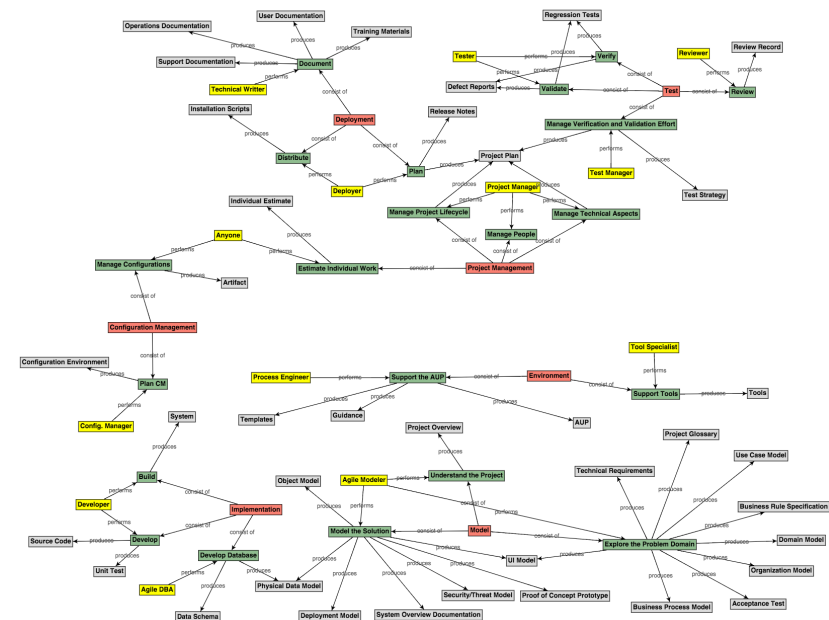 User Documentation
Regression Tests
Operations Documentation
Training Materials
produces
produces
produces
produces
Review Record
Reviewer
Tester
performs
Verify
produces
Support Documentation
produces
Document
produces
performs
performs
produces
consist of
Technical Writter
performs
Defect Reports
produces
Validate
consist of
Test
consist of
Review
consist of
Installation Scripts
Release Notes
consist of
Deployment
Manage Verification and Validation Effort
produces
consist of
consist of
produces
produces
Distribute
Project Plan
performs
Plan
produces
performs
performs
Test Manager
Deployer
produces
Project Manager
produces
produces
Test Strategy
Individual Estimate
performs
performs
Manage Project Lifecycle
performs
Manage Technical Aspects
Anyone
produces
Manage People
performs
performs
consist of
consist of
consist of
Manage Configurations
Estimate Individual Work
consist of
Project Management
produces
Artifact
consist of
Configuration Management
Tool Specialist
consist of
Configuration Environment
performs
produces
Process Engineer
performs
Support the AUP
consist of
Environment
Plan CM
consist of
Support Tools
produces
Tools
performs
produces
produces
produces
System
Templates
Guidance
AUP
Config. Manager
Project Overview
Project Glossary
produces
produces
Use Case Model
Object Model
Technical Requirements
Build
Agile Modeler
performs
Understand the Project
produces
produces
performs
consist of
produces
performs
consist of
performs
produces
Business Rule Specification
Developer
Implementation
performs
consist of
Model
produces
Model the Solution
consist of
consist of
Source Code
produces
Develop
consist of
Explore the Problem Domain
produces
Domain Model
Develop Database
produces
UI Model
produces
produces
produces
Unit Test
performs
produces
produces
produces
produces
produces
Organization Model
Agile DBA
produces
Physical Data Model
produces
Security/Threat Model
Proof of Concept Prototype
produces
produces
Data Schema
Deployment Model
System Overview Documentation
Business Process Model
Acceptance Test